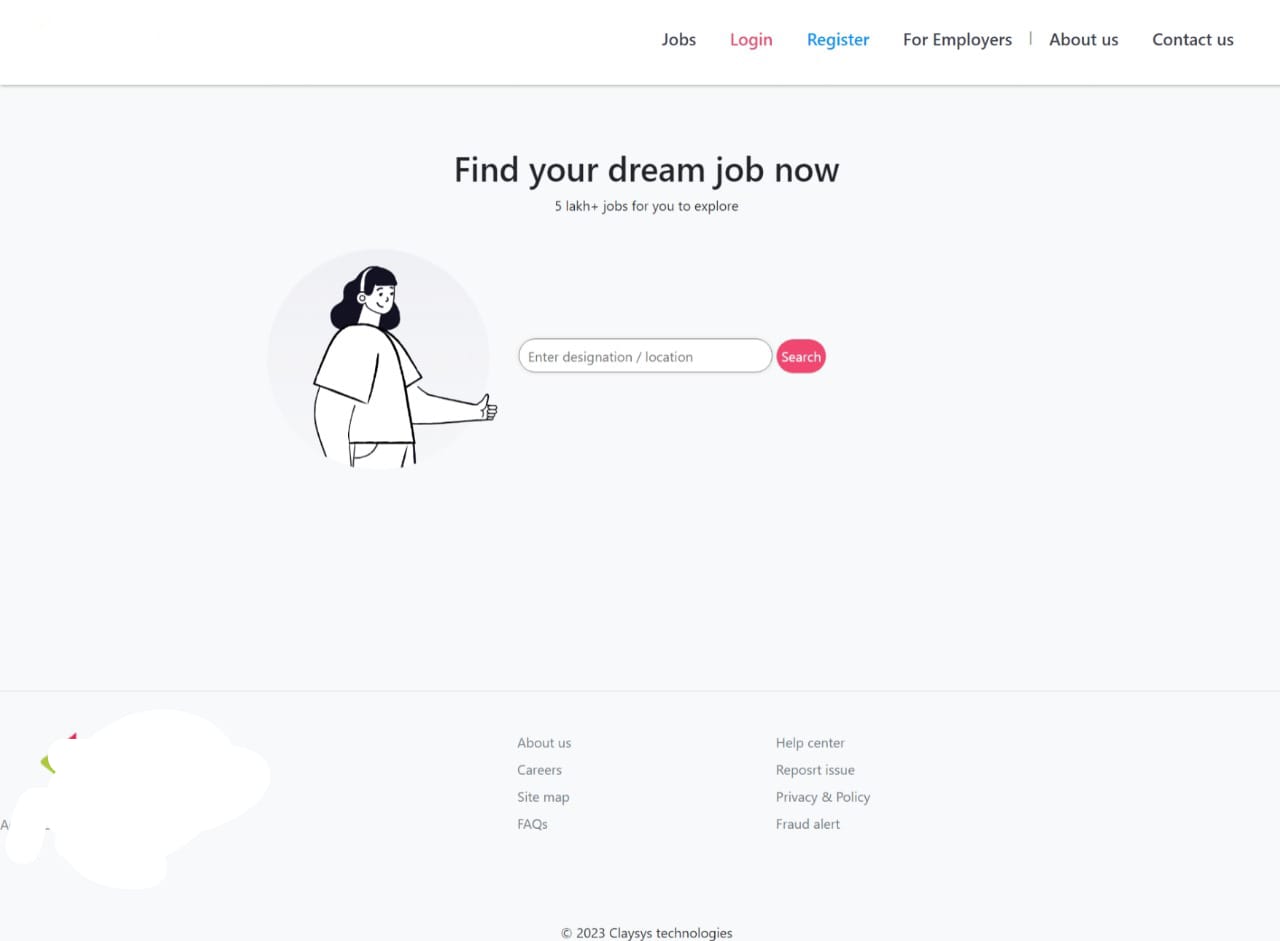 Jobs Login Register For Employers | About us Contact us
Find your dream job now
5 lakh+ jobs for you to explore
Enter designation / location Search
About us Help center
Careers Reposrt issue
Site map Privacy & Policy
FAQs Fraud alert
© 2023 Claysys technologies